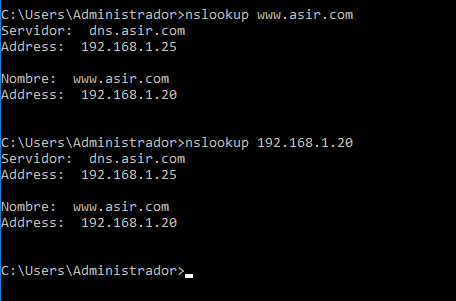 C:\Users\Administrador>nslookup www.asir.com
Servidor:  dns.asir.com
Address:  192.168.1.25
Nombre:  www.asir.com
Address:  192.168.1.20
C:\Users\Administrador>nslookup 192.168.1.20
Servidor:  dns.asir.com
Address:  192.168.1.25
Nombre:  www.asir.com
Address:  192.168.1.20
C:\Users\Administrador>